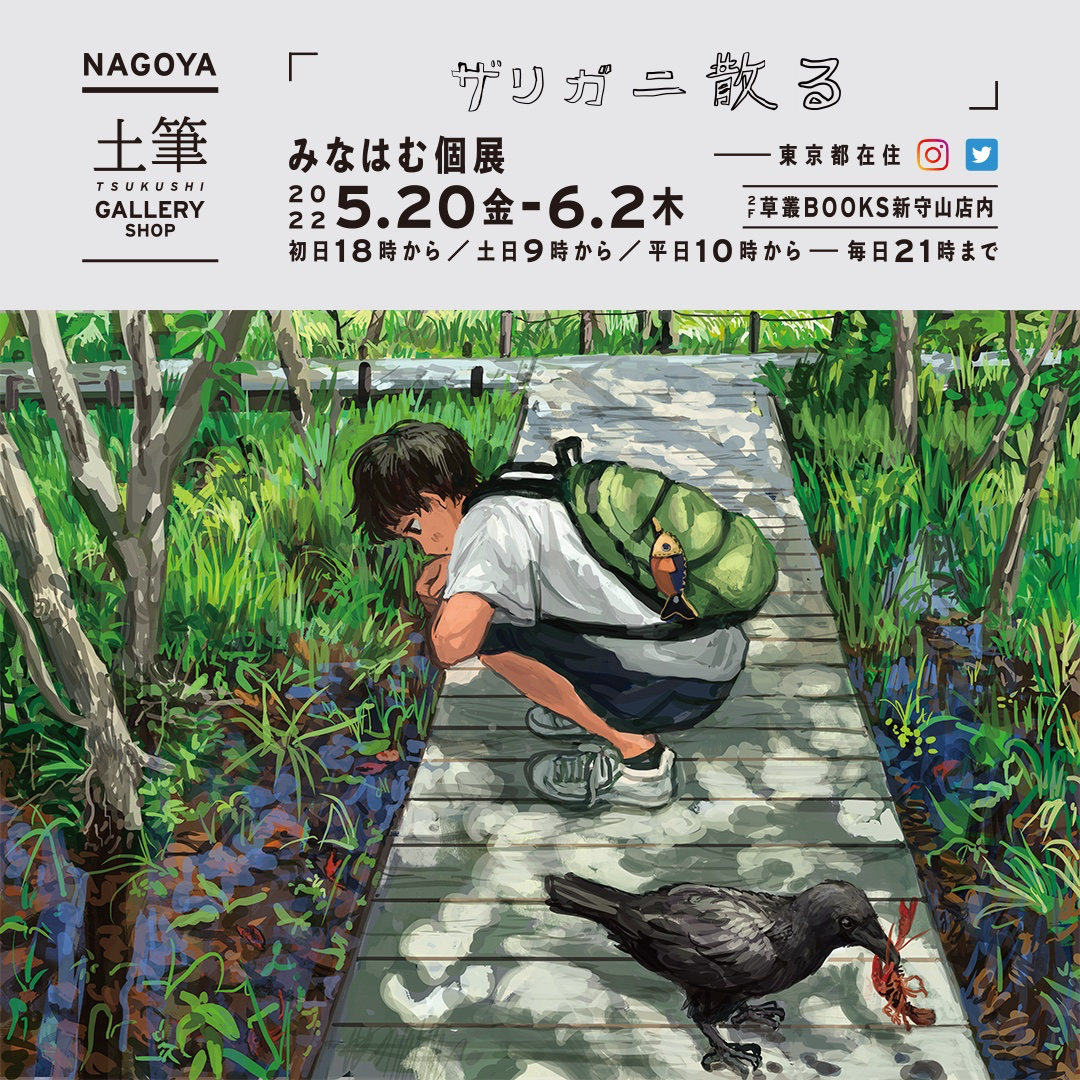 NAGOYA
土筆
TSUKUSHI
GALLERY
SHOP
「ザリガニ散る」
みなはむ個展
東京都在住
2022 5.20金-6.2木
2F 草叢BOOKS新守山店内
初日18時から／土日9時から／平日10時から — 毎日21時まで